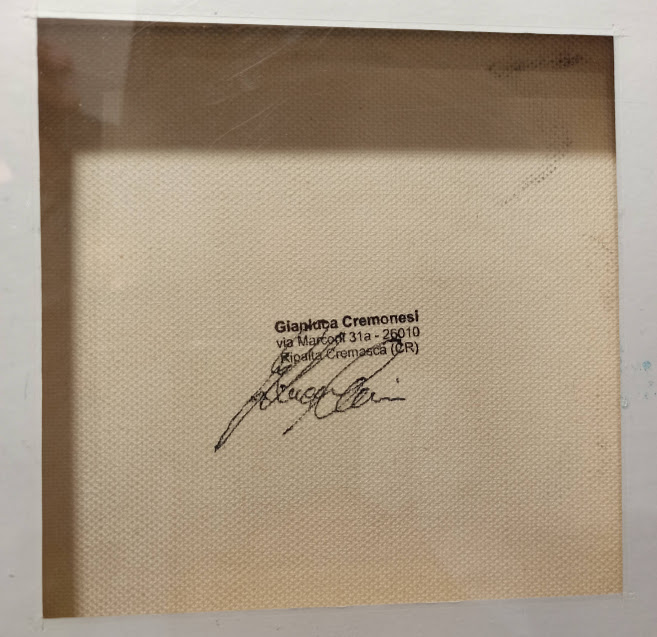 Gianluca Cremonesi
via Marconi 31a - 26010
Ripalta Cremasca (CR)